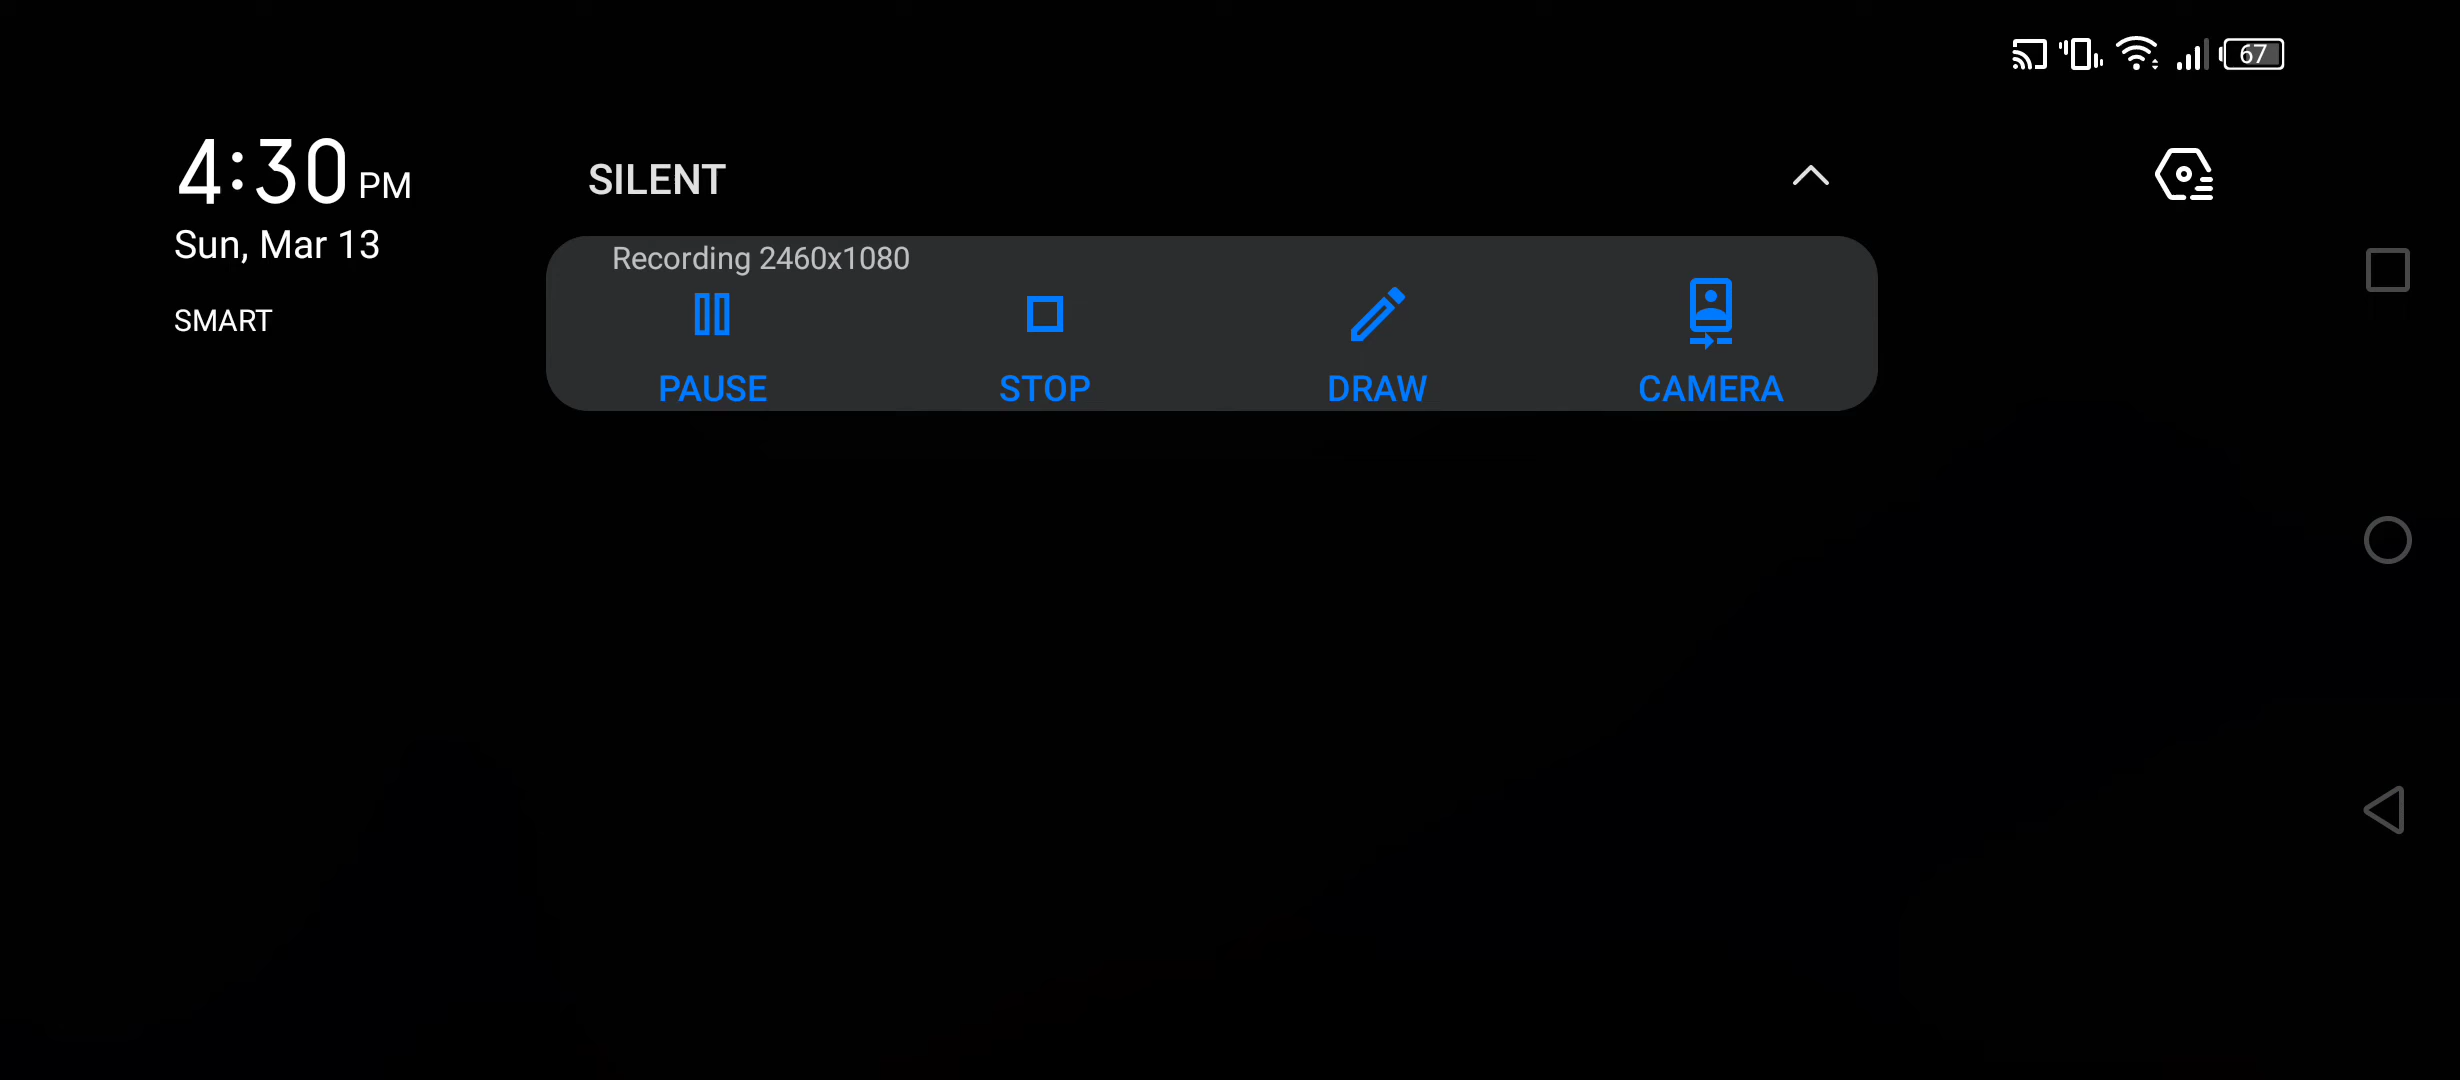 67
4:30 PM
SILENT
Sun, Mar 13
Recording 2460x1080
SMART
PAUSE
STOP
DRAW
CAMERA